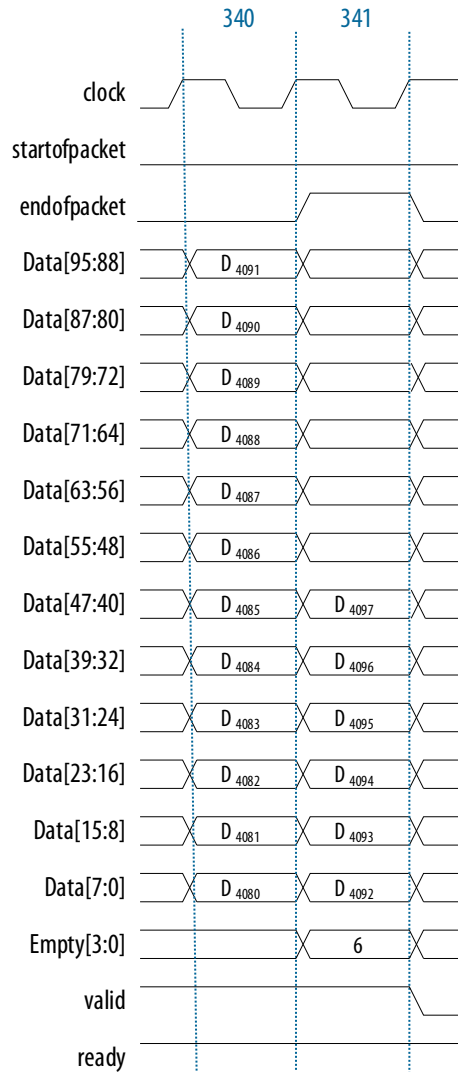 340 341
clock
startofpacket
endofpacket
Data[95:88] D 4091
Data[87:80] D 4090
Data[79:72] D 4089
Data[71:64] D 4088
Data[63:56] D 4087
Data[55:48] D 4086
Data[47:40] D 4085 D 4097
Data[39:32] D 4084 D 4096
Data[31:24] D 4083 D 4095
Data[23:16] D 4082 D 4094
Data[15:8] D 4081 D 4093
Data[7:0] D 4080 D 4092
Empty[3:0] 6
valid
ready